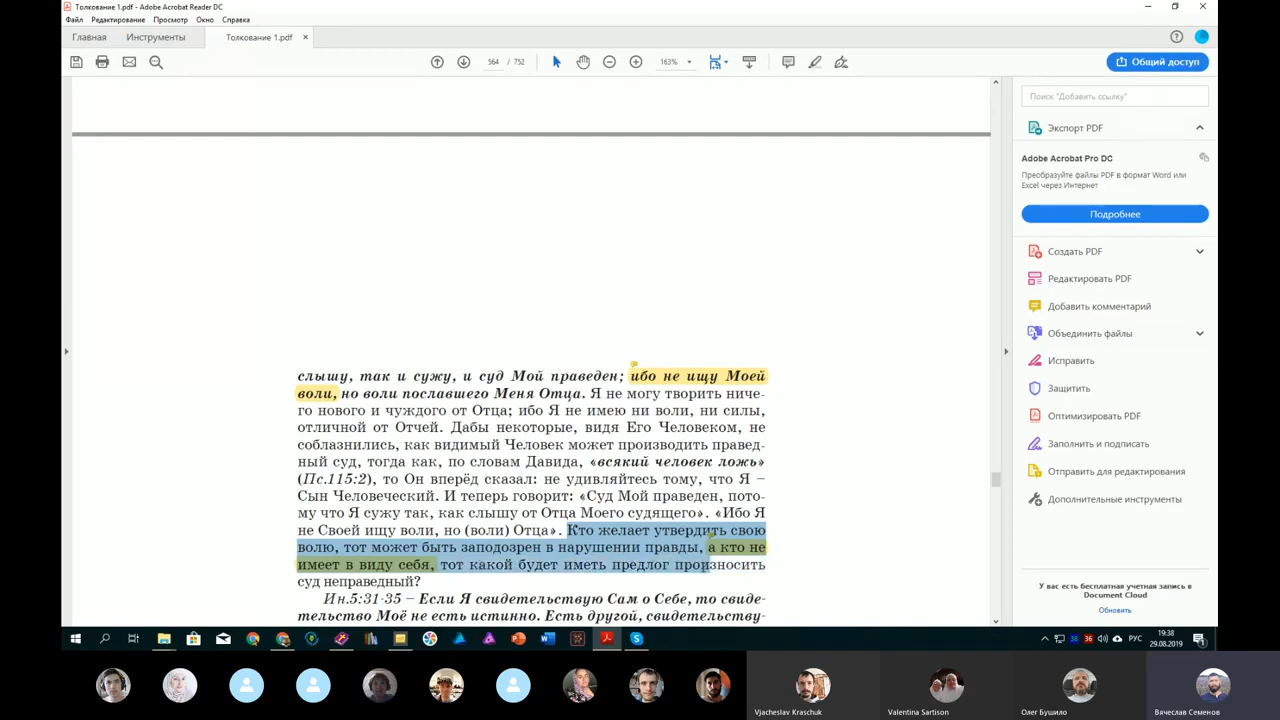 Толкование 1.pdf - Adobe Acrobat Reader DC
Файл Редактирование Просмотр Окно Справка
Главная Инструменты Толкование 1.pdf ×
564 / 752 163% Общий доступ
Поиск "Добавить ссылку"
Экспорт PDF
Adobe Acrobat Pro DC
Преобразуйте файлы PDF в формат Word или
Excel через Интернет
Подробнее
Создать PDF
Редактировать PDF
Добавить комментарий
Объединить файлы
Исправить
Защитить
Оптимизировать PDF
Заполнить и подписать
Отправить для редактирования
Дополнительные инструменты
У вас есть бесплатная учетная запись в
Document Cloud
Обновить
слышу, так и сужу, и суд Мой праведен; ибо не ищу Моей
воли, но воли пославшего Меня Отца. Я не могу творить ниче-
го нового и чуждого от Отца; ибо Я не имею ни воли, ни силы,
отличной от Отчей. Дабы некоторые, видя Его Человеком, не
соблазнились, как видимый Человек может производить правед-
ный суд, тогда как, по словам Давида, «всякий человек ложь»
(Пс.115:2), то Он вперёд сказал: не удивляйтесь тому, что Я –
Сын Человеческий. И теперь говорит: «Суд Мой праведен, пото-
му что Я сужу так, как слышу от Отца Моего судящего». «Ибо Я
не Своей ищу воли, но (воли) Отца». Кто желает утвердить свою
волю, тот может быть заподозрен в нарушении правды, а кто не
имеет в виду себя, тот какой будет иметь предлог произносить
суд неправедный?
Ин.5:31-35 – Если Я свидетельствую Сам о Себе, то свиде-
тельство Моё несть истинно. Есть другой, свидетельству-
38 36 РУС
19:38
29.08.2019
Vjacheslav Kraschuk
Valentina Sartison
Олег Бушило
Вячеслав Семенов